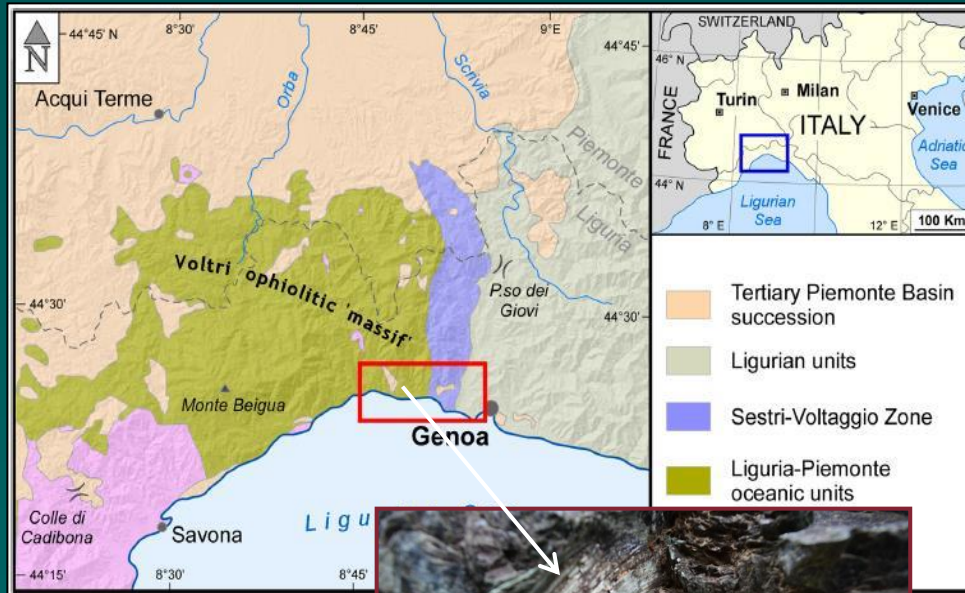 44°45' N
8°30'
8°45'
9°E
44°45'
N
Acqui Terme
Orba
Scrivia
Piemonte
Liguria
Voltri ophiolitic 'massif'
P.so dei
Giovi
44°30'
44°30'
Monte Beigua
Genoa
Colle di
Cadibona
Savona
44°15'
8°30'
8°45'
SWITZERLAND
46° N
Turin
Milan
Venice
FRANCE
ITALY
Adriatic
Sea
44° N
Ligurian
Sea
8° E
12° E
100 Km
Tertiary Piemonte Basin
succession
Ligurian units
Sestri-Voltaggio Zone
Liguria-Piemonte
oceanic units